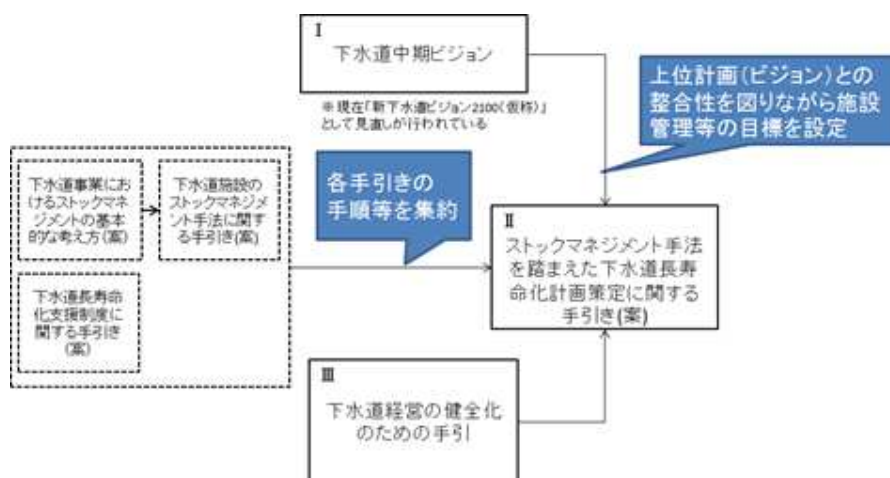 Ⅰ
下水道中期ビジョン
※現在「新下水道ビジョン2100(仮称)」
として見直しが行われている
上位計画(ビジョン)との
整合性を図りながら施設
管理等の目標を設定
下水道事業にお
けるストックマネ
ジメントの基本
的な考え方(案)
下水道施設の
ストックマネジメ
ント手法に関す
る手引き(案)
下水道長寿命
化支援制度に
関する手引き
(案)
各手引きの
手順等を集約
Ⅱ
ストックマネジメント手法
を踏まえた下水道長寿
命化計画策定に関する
手引き(案)
Ⅲ
下水道経営の健全化
のための手引